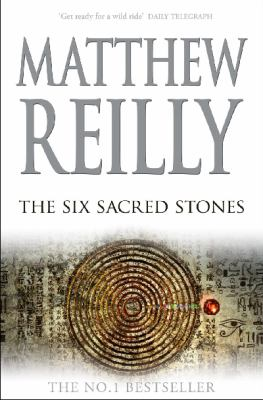 'Get ready for a wild ride' DAILY TELEGRAPH
MATTHEW
REILLY
THE SIX SACRED STONES
THE NO.1 BESTSELLER